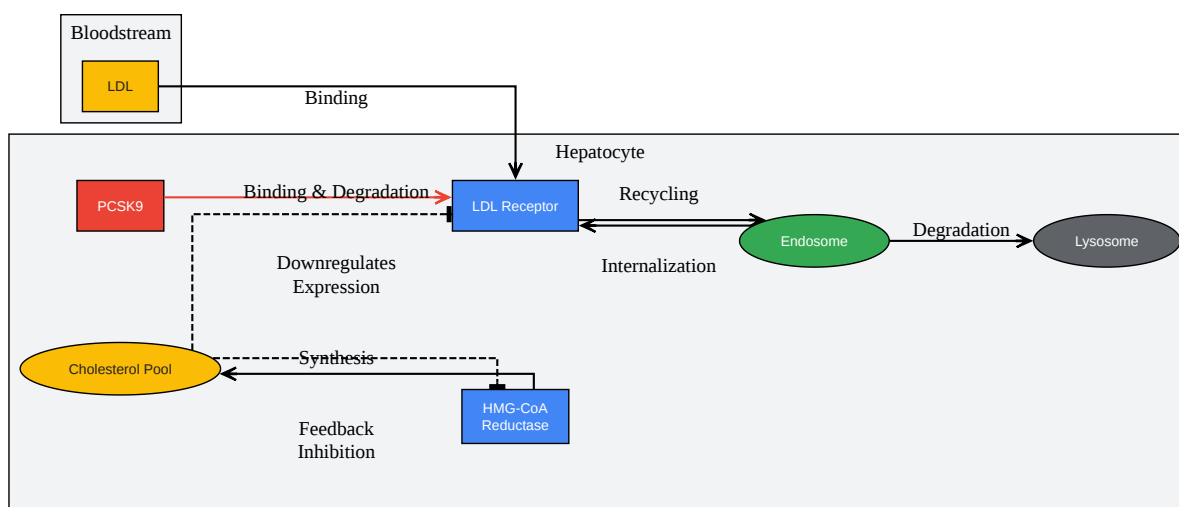 Bloodstream
LDL
Binding
Hepatocyte
PCSK9
Binding & Degradation
LDL Receptor
Recycling
Internalization
Endosome
Degradation
Lysosome
Downregulates
Expression
Cholesterol Pool
Synthesis
HMG-CoA
Reductase
Feedback
Inhibition